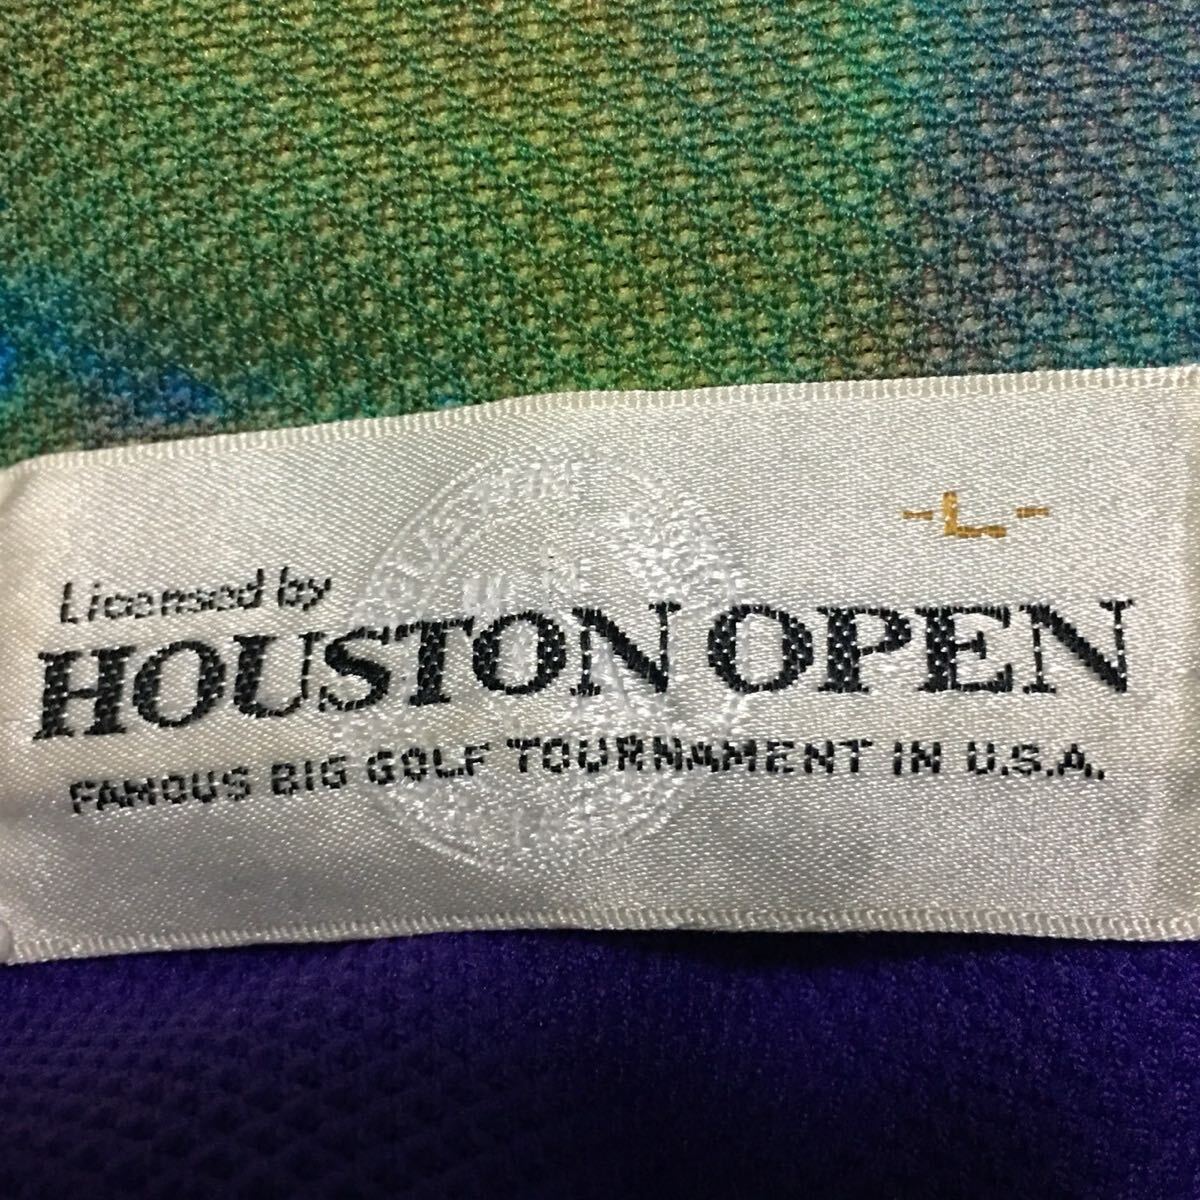 -L-
Licensed by
HOUSTON OPEN
FAMOUS BIG GOLF TOURNAMENT IN U.S.A.